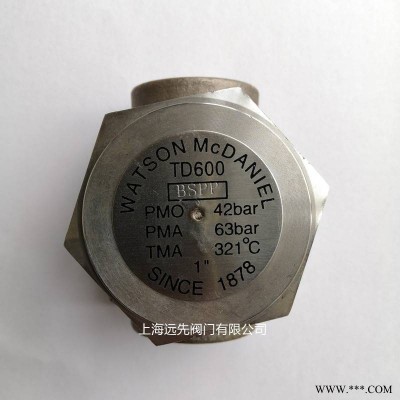 WATSON McDANIEL
TD600
BSPT
PMO 42bar
PMA 63bar
TMA 321°C
1"
SINCE 1878
上海远先阀门有限公司
www.***.com